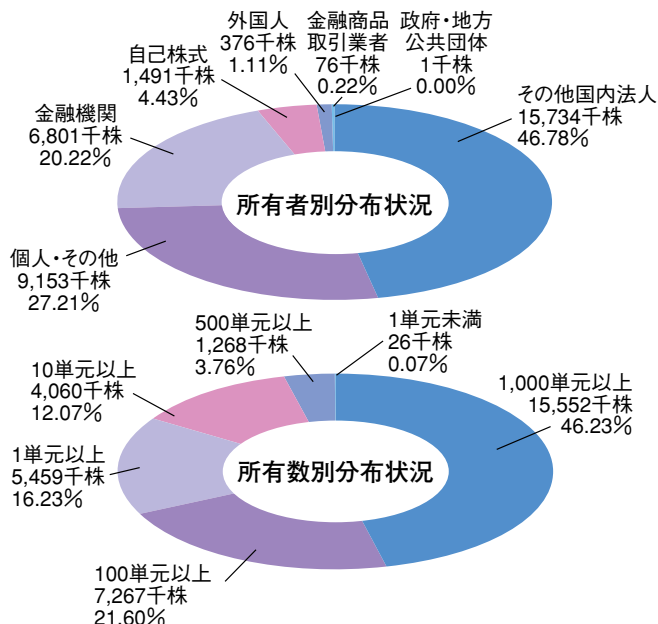 外国人
376千株
1.11%
金融商品
取引業者
76千株
0.22%
政府・地方
公共団体
1千株
0.00%
自己株式
1,491千株
4.43%
その他国内法人
15,734千株
46.78%
金融機関
6,801千株
20.22%
所有者別分布状況
個人・その他
9,153千株
27.21%
500単元以上
1,268千株
3.76%
1単元未満
26千株
0.07%
10単元以上
4,060千株
12.07%
1,000単元以上
15,552千株
46.23%
1単元以上
5,459千株
16.23%
所有数別分布状況
100単元以上
7,267千株
21.60%